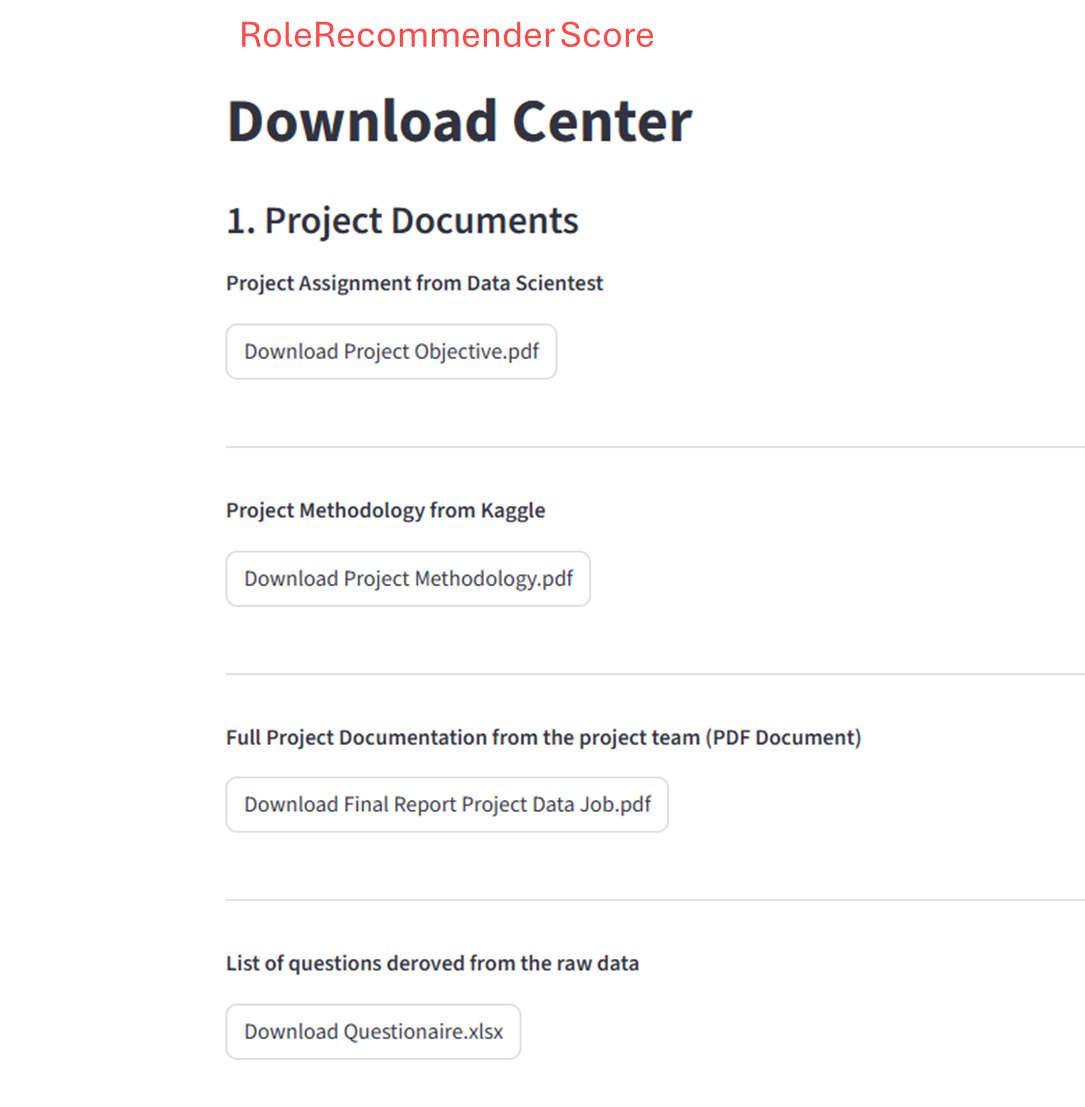 RoleRecommender Score
Download Center
1. Project Documents
Project Assignment from Data Scientest
Download Project Objective.pdf
Project Methodology from Kaggle
Download Project Methodology.pdf
Full Project Documentation from the project team (PDF Document)
Download Final Report Project Data Job.pdf
List of questions deroved from the raw data
Download Questionaire.xlsx